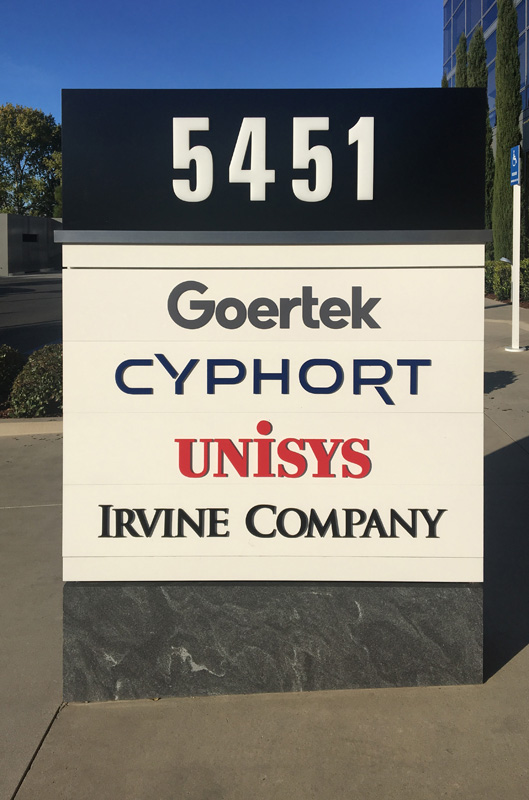 5451
Goertek
CYPHORT
UNiSYS
IRVINE COMPANY